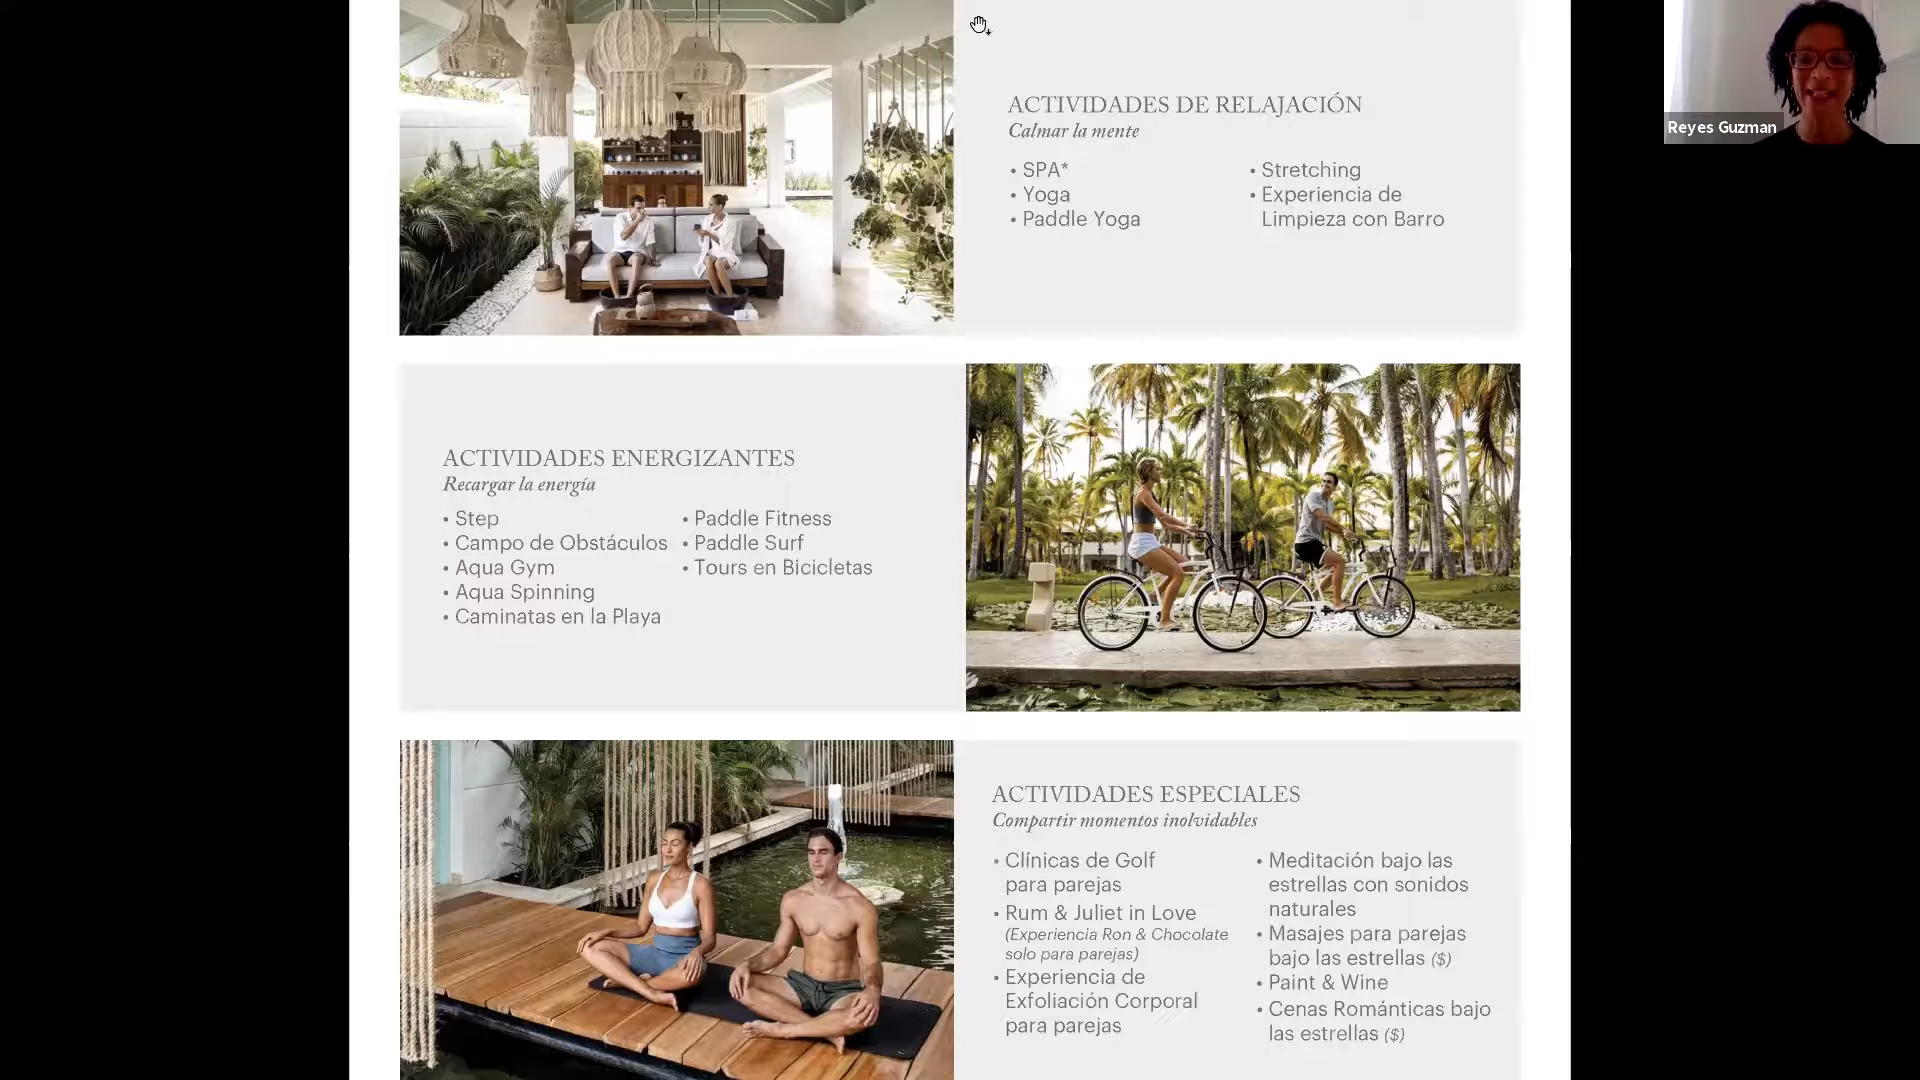 Reyes Guzman
ACTIVIDADES DE RELAJACIÓN
Calmar la mente
• SPA*
• Yoga
• Paddle Yoga
• Stretching
• Experiencia de
Limpieza con Barro
ACTIVIDADES ENERGIZANTES
Recargar la energía
• Step
• Campo de Obstáculos
• Aqua Gym
• Aqua Spinning
• Caminatas en la Playa
• Paddle Fitness
• Paddle Surf
• Tours en Bicicletas
ACTIVIDADES ESPECIALES
Compartir momentos inolvidables
• Clínicas de Golf
para parejas
• Rum & Juliet in Love
(Experiencia Ron & Chocolate
solo para parejas)
• Experiencia de
Exfoliación Corporal
para parejas
• Meditación bajo las
estrellas con sonidos
naturales
• Masajes para parejas
bajo las estrellas ($)
• Paint & Wine
• Cenas Románticas bajo
las estrellas ($)